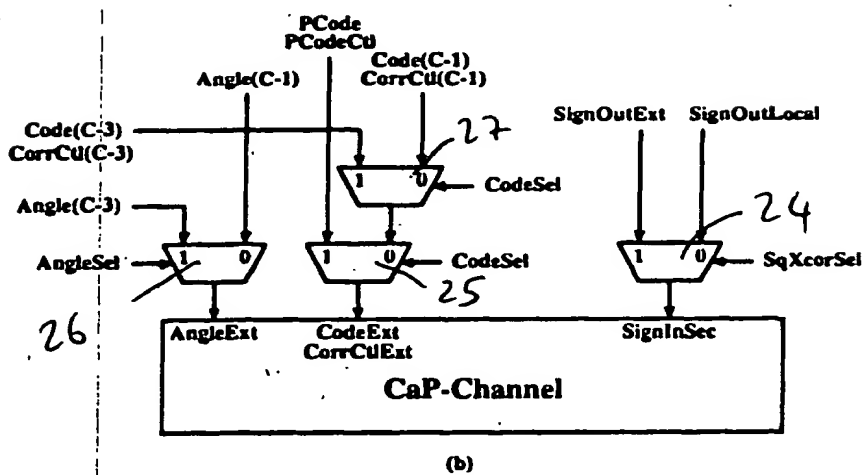 PCode
PCodeCtl
Code(C-1)
CorrCtl(C-1)
Angle(C-1)
Code(C-3)
CorrCtl(C-3)
27
SignOutExt
SignOutLocal
1
0
CodeSel
Angle(C-3)
24
1
0
1
0
1
0
AngleSel
CodeSel
SqXcorSel
26
25
AngleExt
CodeExt
CorrCtlExt
SignInSec
CaP-Channel
(b)